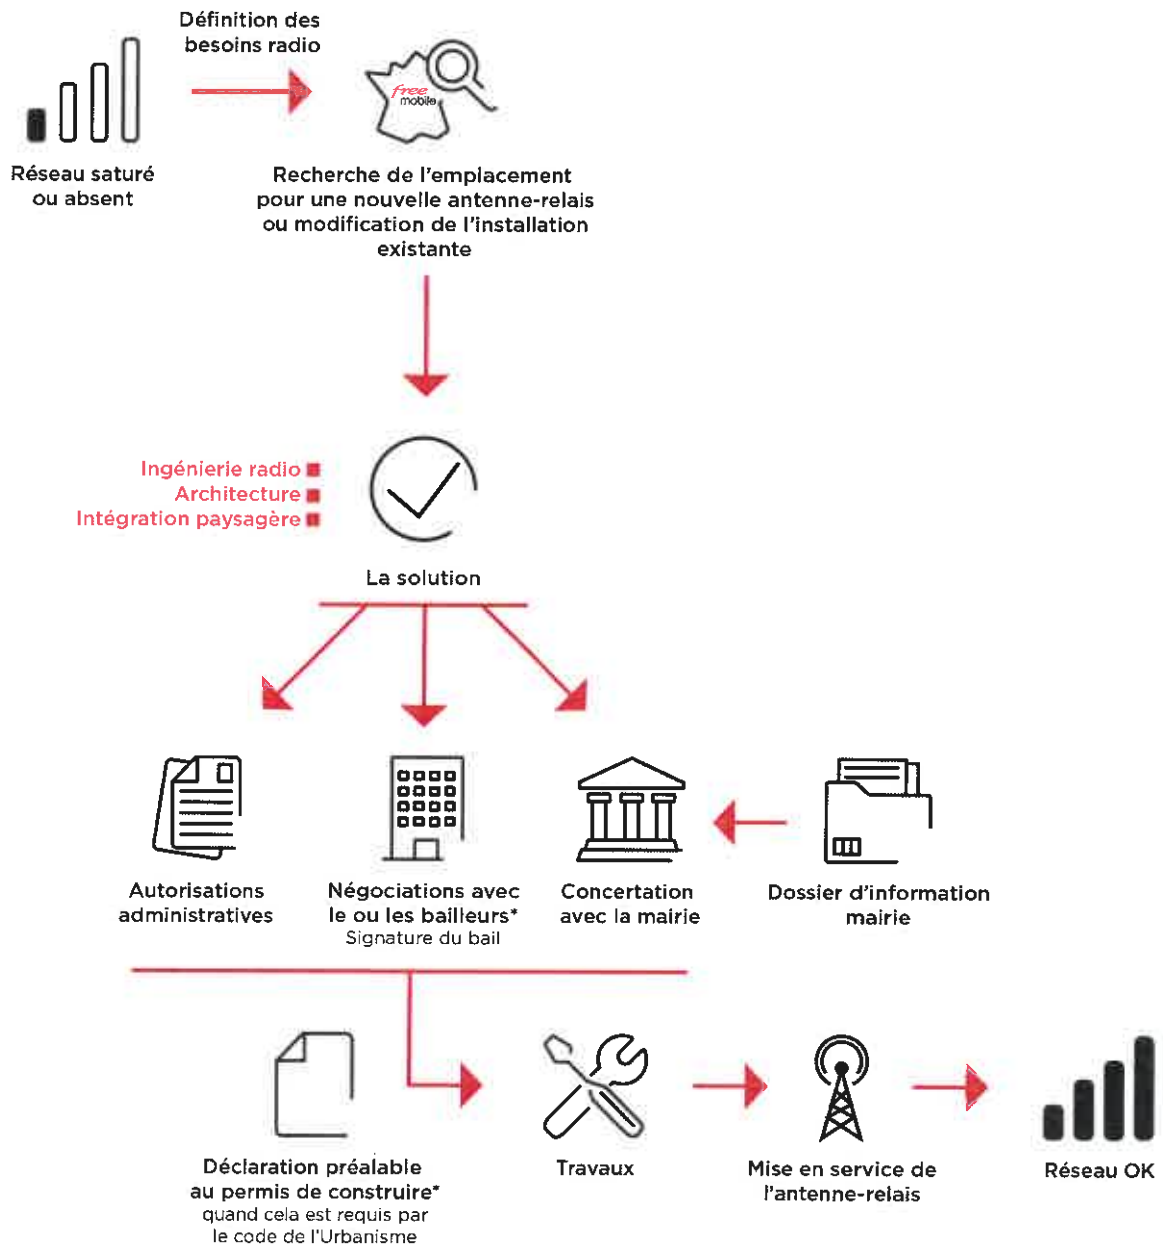 Définition des
besoins radio
free
mobile
Réseau saturé
ou absent
Recherche de l'emplacement
pour une nouvelle antenne-relais
ou modification de l'installation
existante
Ingénierie radio
Architecture
Intégration paysagère
La solution
Autorisations
administratives
Négociations avec
le ou les bailleurs*
Signature du bail
Concertation
avec la mairie
Dossier d'information
mairie
Déclaration préalable
au permis de construire*
quand cela est requis par
le code de l'Urbanisme
Travaux
Mise en service de
l'antenne-relais
Réseau OK